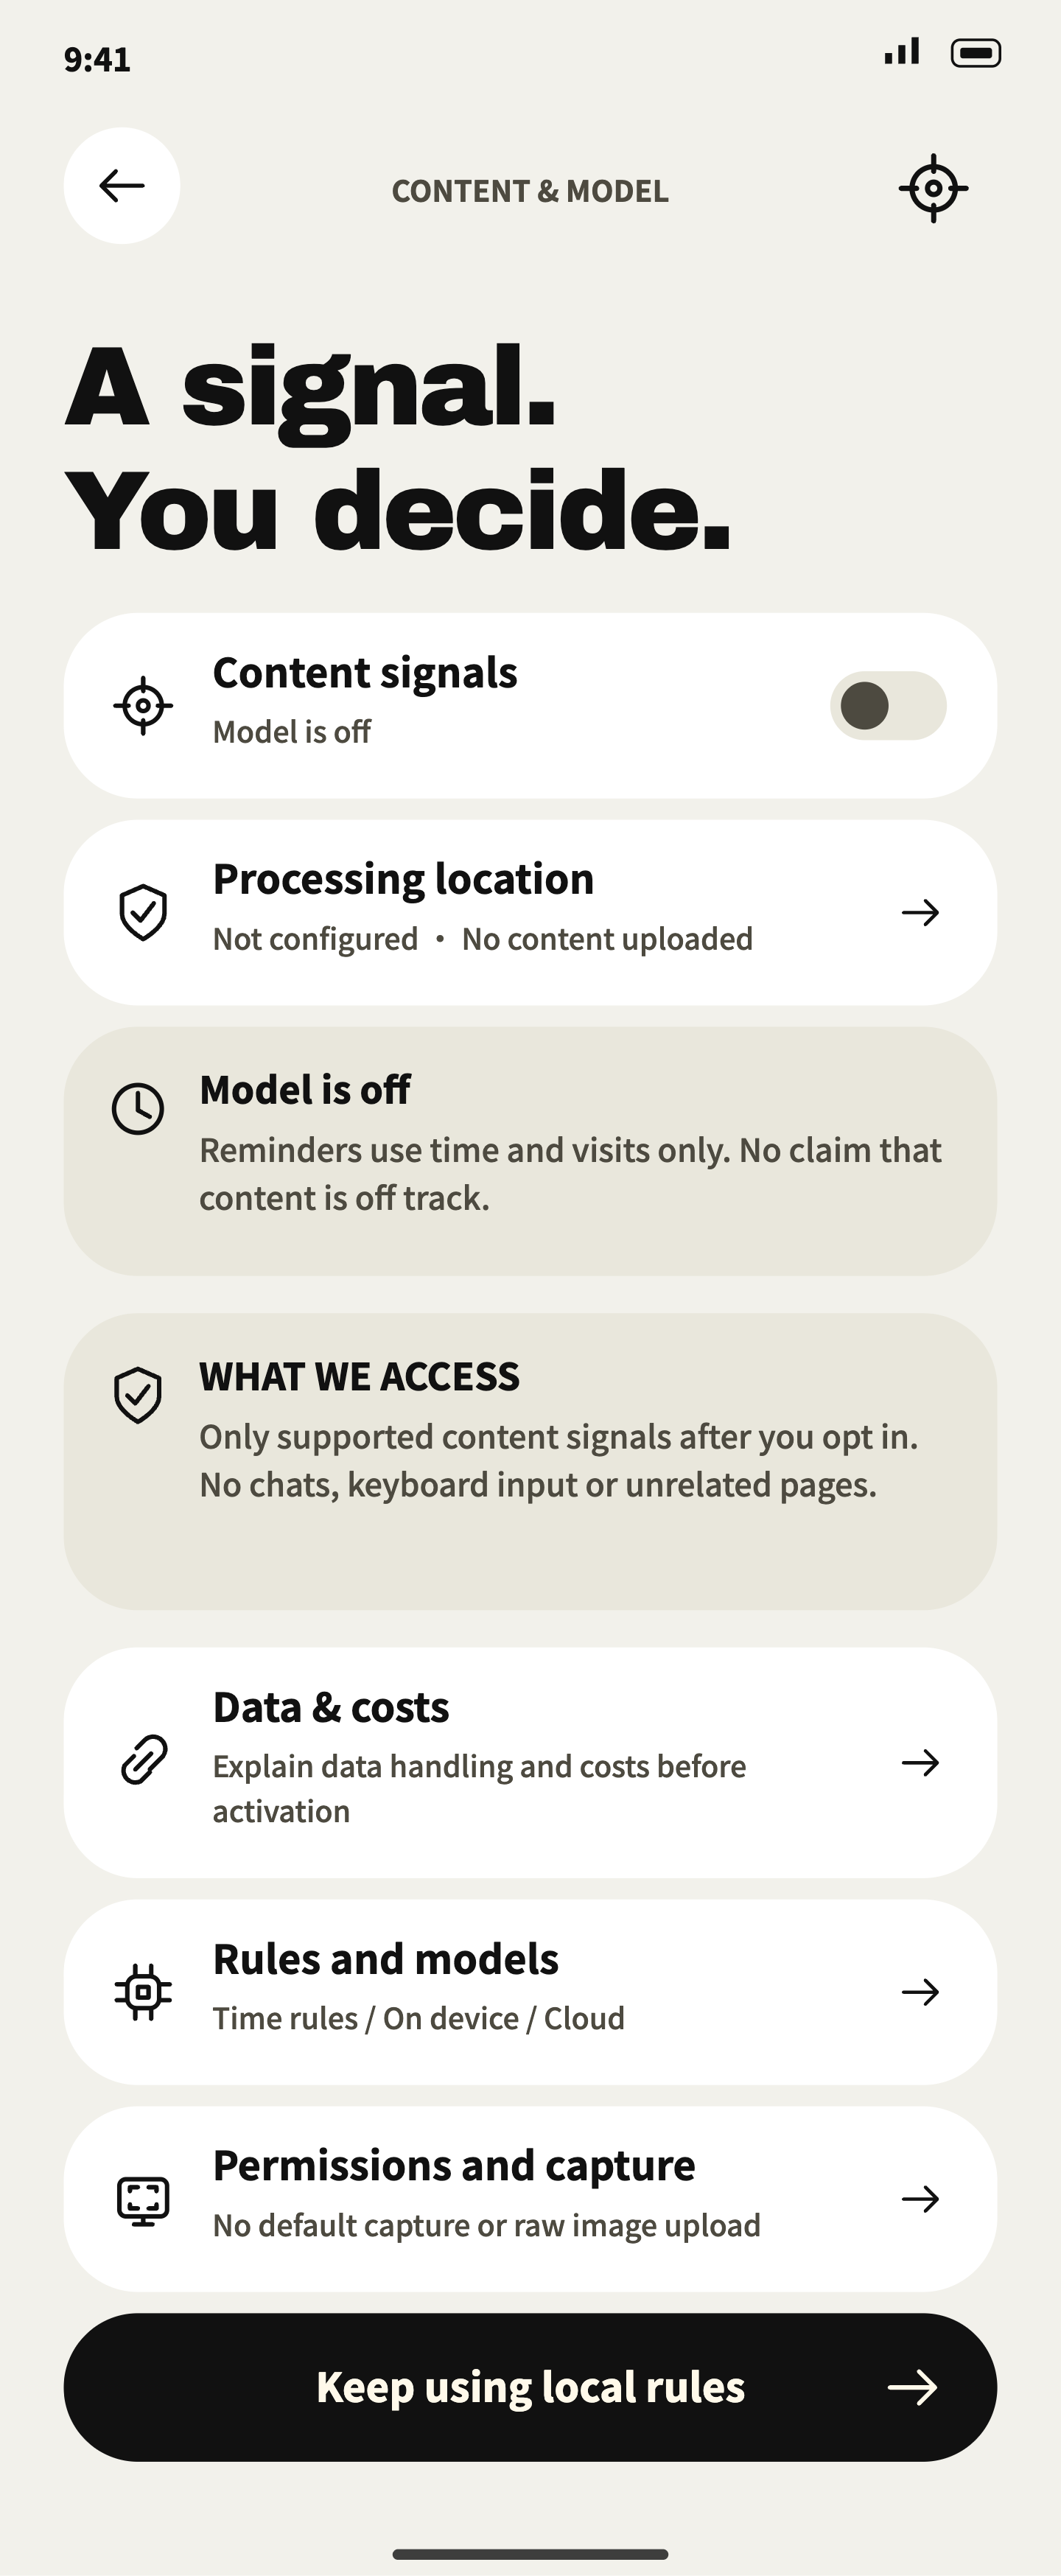 9:41
CONTENT & MODEL
A signal.
You decide.
Content signals
Model is off
Processing location
Not configured • No content uploaded
Model is off
Reminders use time and visits only. No claim that
content is off track.
WHAT WE ACCESS
Only supported content signals after you opt in.
No chats, keyboard input or unrelated pages.
Data & costs
Explain data handling and costs before
activation
Rules and models
Time rules / On device / Cloud
Permissions and capture
No default capture or raw image upload
Keep using local rules